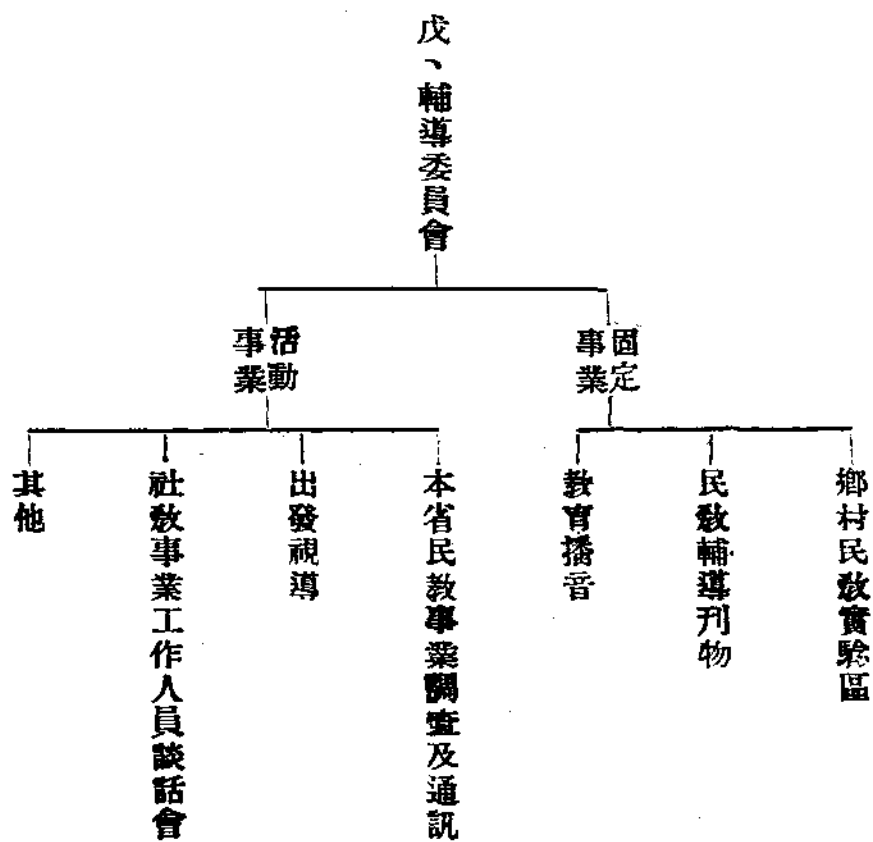 戊、輔導委員會
固定
事業
鄉村民教實驗區
民教輔導刊物
教育播音
活動
事業
本省民教事業調查及通訊
出發視導
社教事業工作人員談話會
其他